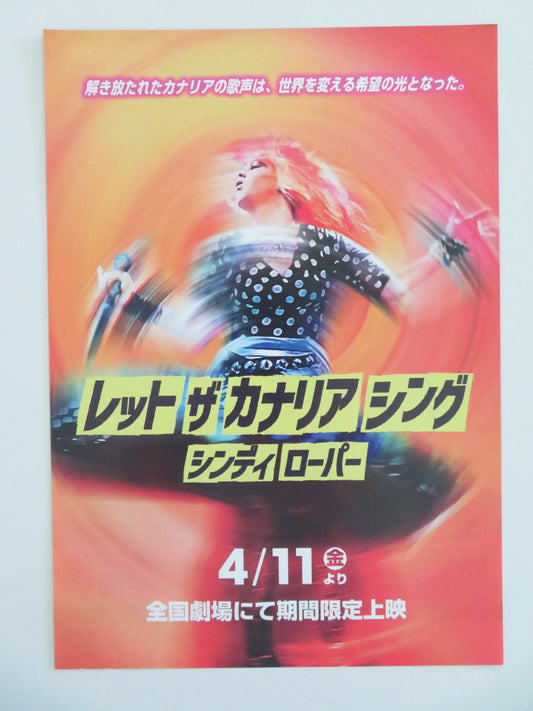 解き放たれたカナリアの歌声は、世界を変える希望の光となった。
レット ザ カナリア シング
シンディ ローパー
4/11㊎より
全国劇場にて期間限定上映